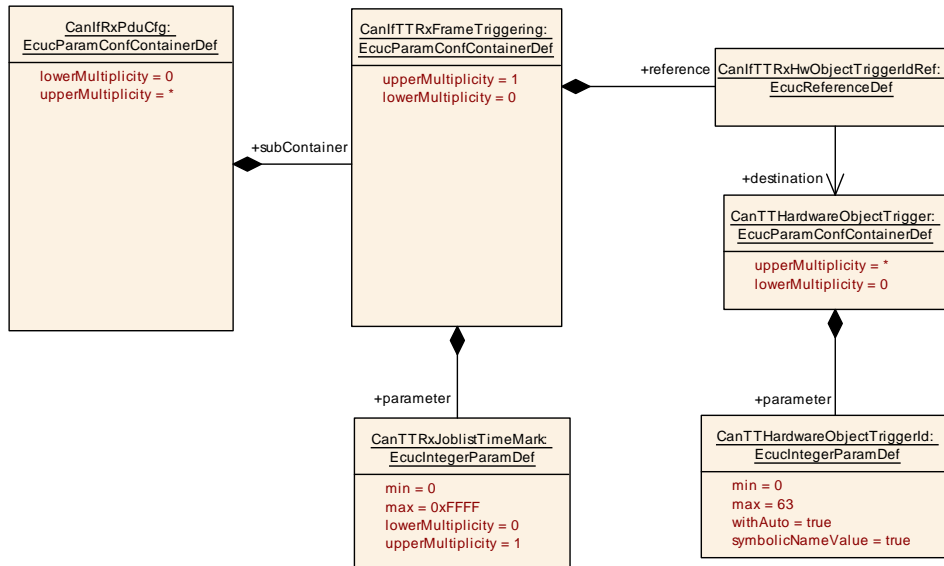 CanIfRxPduCfg:
EcucParamConfContainerDef
lowerMultiplicity = 0
upperMultiplicity = *
+subContainer
CanIfTTRxFrameTriggering:
EcucParamConfContainerDef
upperMultiplicity = 1
lowerMultiplicity = 0
+reference
CanIfTTRxHwObjectTriggerIdRef:
EcucReferenceDef
+destination
CanTTHardwareObjectTrigger:
EcucParamConfContainerDef
upperMultiplicity = *
lowerMultiplicity = 0
+parameter
CanTTRxJoblistTimeMark:
EcucIntegerParamDef
min = 0
max = 0xFFFF
lowerMultiplicity = 0
upperMultiplicity = 1
+parameter
CanTTHardwareObjectTriggerId:
EcucIntegerParamDef
min = 0
max = 63
withAuto = true
symbolicNameValue = true